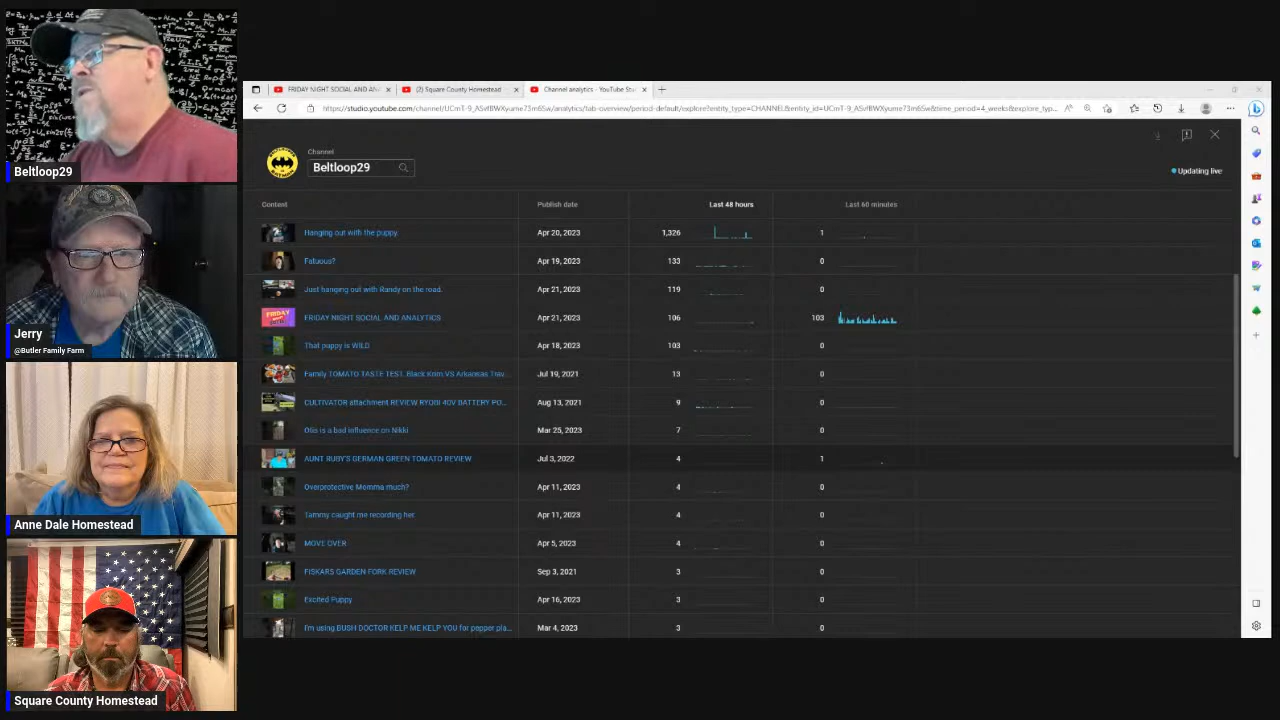 Beltloop29
Jerry
@Butler Family Farm
Anne Dale Homestead
Square County Homestead
FRIDAY NIGHT SOCIAL AND AN
(2) Square County Homestead
Channel analytics - YouTube Stu
Channel
Beltloop29
Updating live
Content Publish date Last 48 hours Last 60 minutes
Hanging out with the puppy. Apr 20, 2023 1,326 1
Fatuous? Apr 19, 2023 133 0
Just hanging out with Randy on the road. Apr 21, 2023 119 0
FRIDAY NIGHT SOCIAL AND ANALYTICS Apr 21, 2023 106 103
That puppy is WILD Apr 18, 2023 103 0
Family TOMATO TASTE TEST. Black Krim VS Arkansas Trav... Jul 19, 2021 13 0
CULTIVATOR attachment REVIEW RYOBI 40V BATTERY PO... Aug 13, 2021 9 0
Otis is a bad influence on Nikki Mar 25, 2023 7 0
AUNT RUBY'S GERMAN GREEN TOMATO REVIEW Jul 3, 2022 4 1
Overprotective Momma much? Apr 11, 2023 4 0
Tammy caught me recording her. Apr 11, 2023 4 0
MOVE OVER Apr 5, 2023 4 0
FISKARS GARDEN FORK REVIEW Sep 3, 2021 3 0
Excited Puppy Apr 16, 2023 3 0
I'm using BUSH DOCTOR KELP ME KELP YOU for pepper pla... Mar 4, 2023 3 0